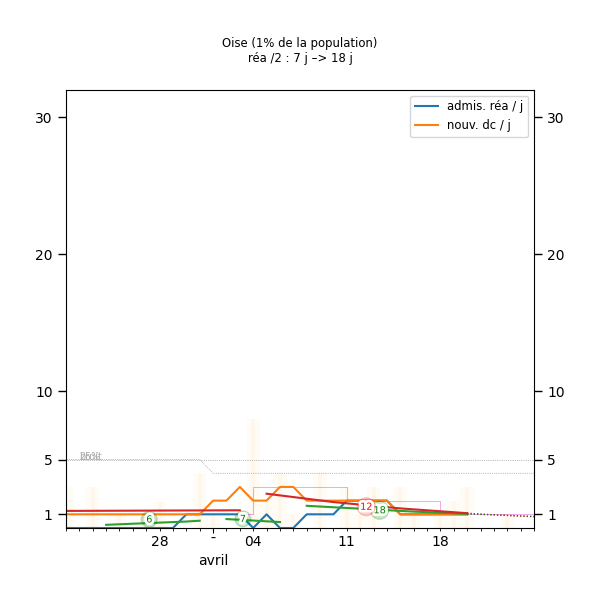 Oise (1% de la population)
réa /2 : 7 j –> 18 j
admis. réa / j
nouv. dc / j
30 30
20 20
10 10
5 5
1 1
6 7 12 18
28 - 04 11 18
avril